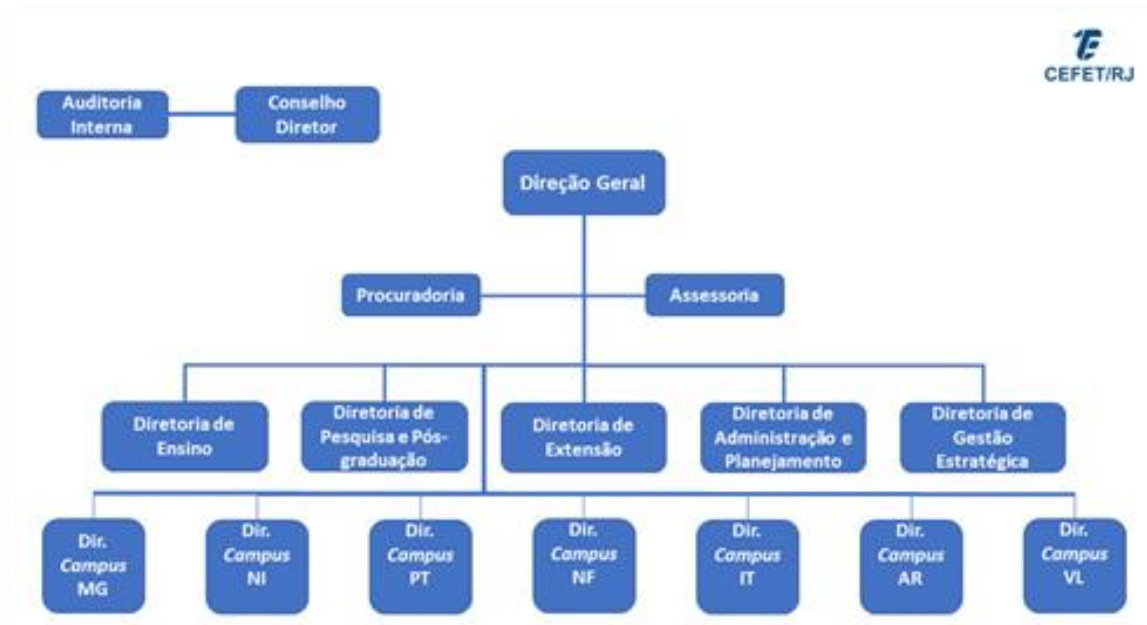 CEFET/RJ
Auditoria
Interna
Conselho
Diretor
Direção Geral
Procuradoria
Assessoria
Diretoria de
Ensino
Diretoria de
Pesquisa e Pós-
graduação
Diretoria de
Extensão
Diretoria de
Administração e
Planejamento
Diretoria de
Gestão
Estratégica
Dir.
Campus
MG
Dir.
Campus
NI
Dir.
Campus
PT
Dir.
Campus
NF
Dir.
Campus
IT
Dir.
Campus
AR
Dir.
Campus
VL